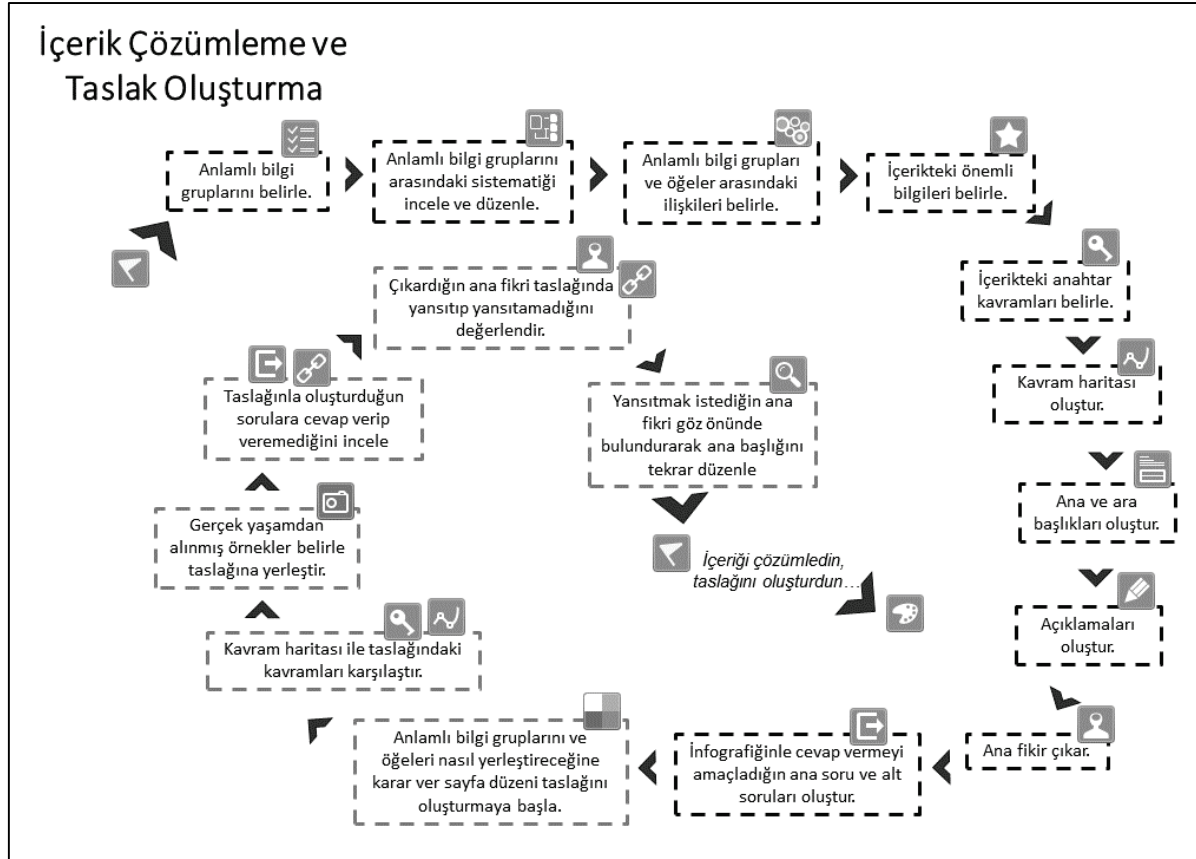 İçerik Çözümleme ve
Taslak Oluşturma
Anlamlı bilgi
gruplarını belirle.
Anlamlı bilgi gruplarını
arasındaki sistematiği
incele ve düzenle.
Anlamlı bilgi grupları
ve öğeler arasındaki
ilişkileri belirle.
İçerikteki önemli
bilgileri belirle.
İçerikteki anahtar
kavramları belirle.
Kavram haritası
oluştur.
Ana ve ara
başlıkları oluştur.
Açıklamaları
oluştur.
Ana fikir çıkar.
İnfografiğinle cevap vermeyi
amaçladığın ana soru ve alt
soruları oluştur.
Anlamlı bilgi gruplarını ve
öğeleri nasıl yerleştireceğine
karar ver sayfa düzeni taslağını
oluşturmaya başla.
Kavram haritası ile taslağındaki
kavramları karşılaştır.
Gerçek yaşamdan
alınmış örnekler belirle
taslağına yerleştir.
Taslağınla oluşturduğun
sorulara cevap verip
veremediğini incele
Çıkardığın ana fikri taslağında
yansıtıp yansıtamadığını
değerlendir.
Yansıtmak istediğin ana
fikri göz önünde
bulundurarak ana başlığını
tekrar düzenle
İçeriği çözümledin,
taslağını oluşturdun…